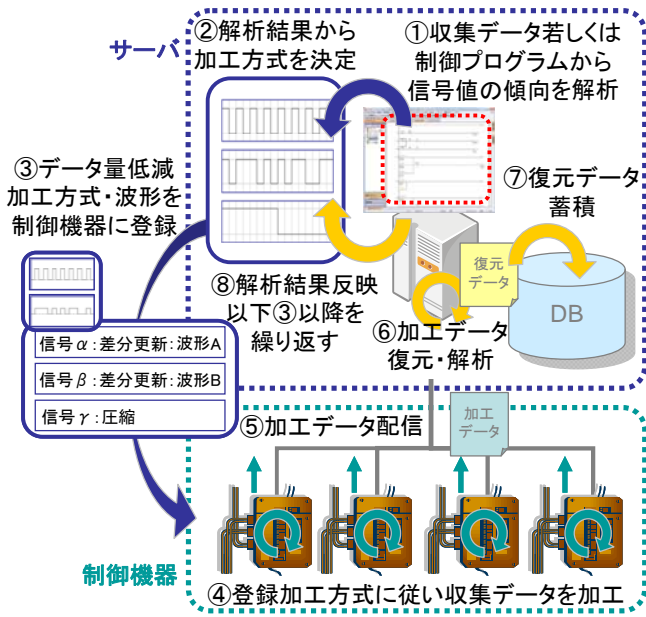 サーバ
②解析結果から
加工方式を決定
①収集データ若しくは
制御プログラムから
信号値の傾向を解析
③データ量低減
加工方式・波形を
制御機器に登録
⑦復元データ
蓄積
復元
データ
DB
⑧解析結果反映
以下③以降を
繰り返す
⑥加工データ
復元・解析
信号α:差分更新:波形A
信号β:差分更新:波形B
信号γ:圧縮
⑤加工データ配信
加工
データ
制御機器
④登録加工方式に従い収集データを加工